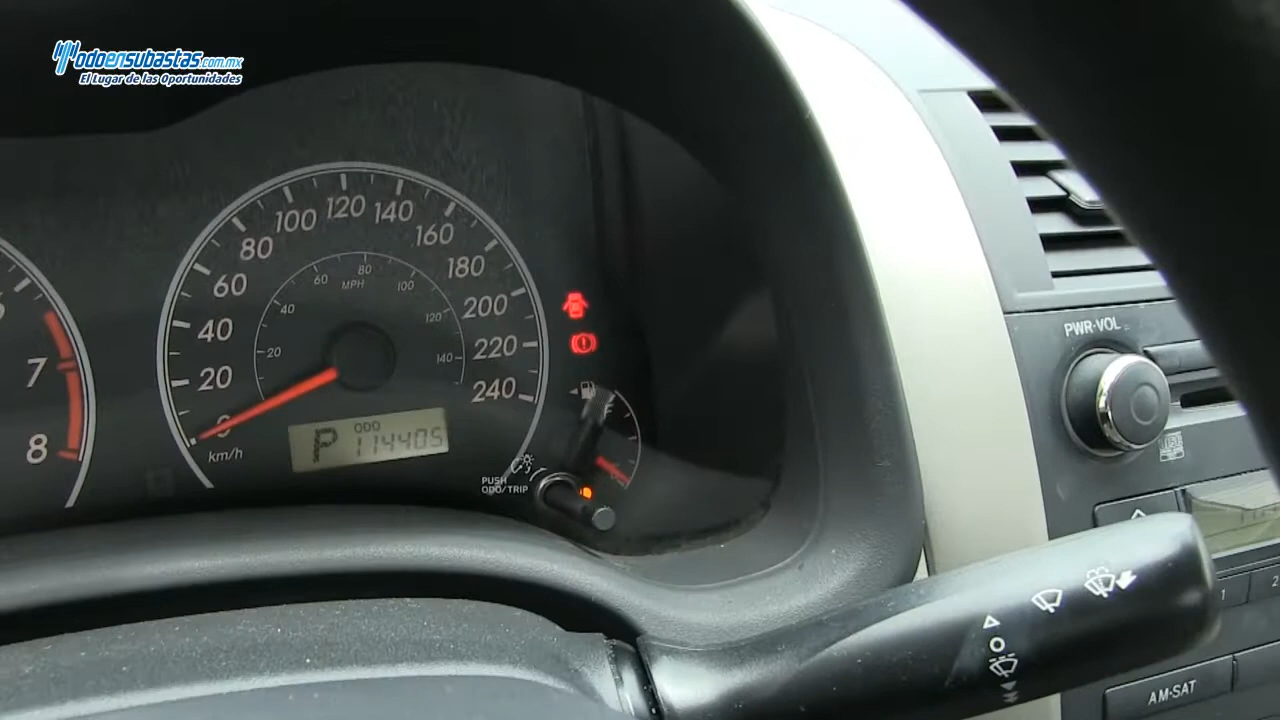 todoensubastas.com.mx
El Lugar de las Oportunidades
20 40 60 80 100 120 140 160 180 200 220 240
km/h
20 40 60 80 100 120 140
MPH
7
8
ODO
P 114405
PUSH
ODO/TRIP
PWR-VOL
1 2
AM·SAT